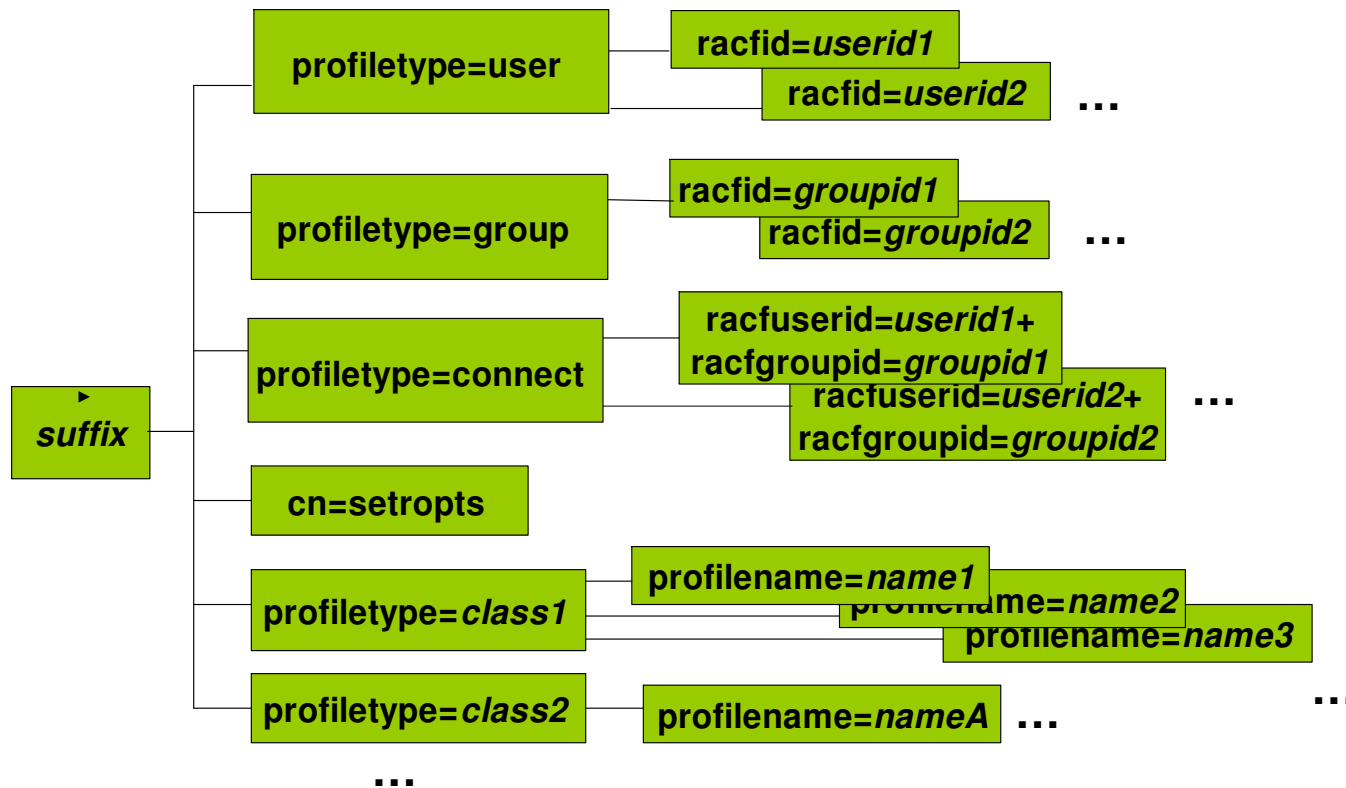 profiletype=user
racfid=userid1
racfid=userid2
...
profiletype=group
racfid=groupid1
racfid=groupid2
...
profiletype=connect
racfuserid=userid1+
racfgroupid=groupid1
racfuserid=userid2+
racfgroupid=groupid2
...
suffix
cn=setropts
profiletype=class1
profilename=name1
profilename=name2
profilename=name3
...
profiletype=class2
profilename=nameA
...
...